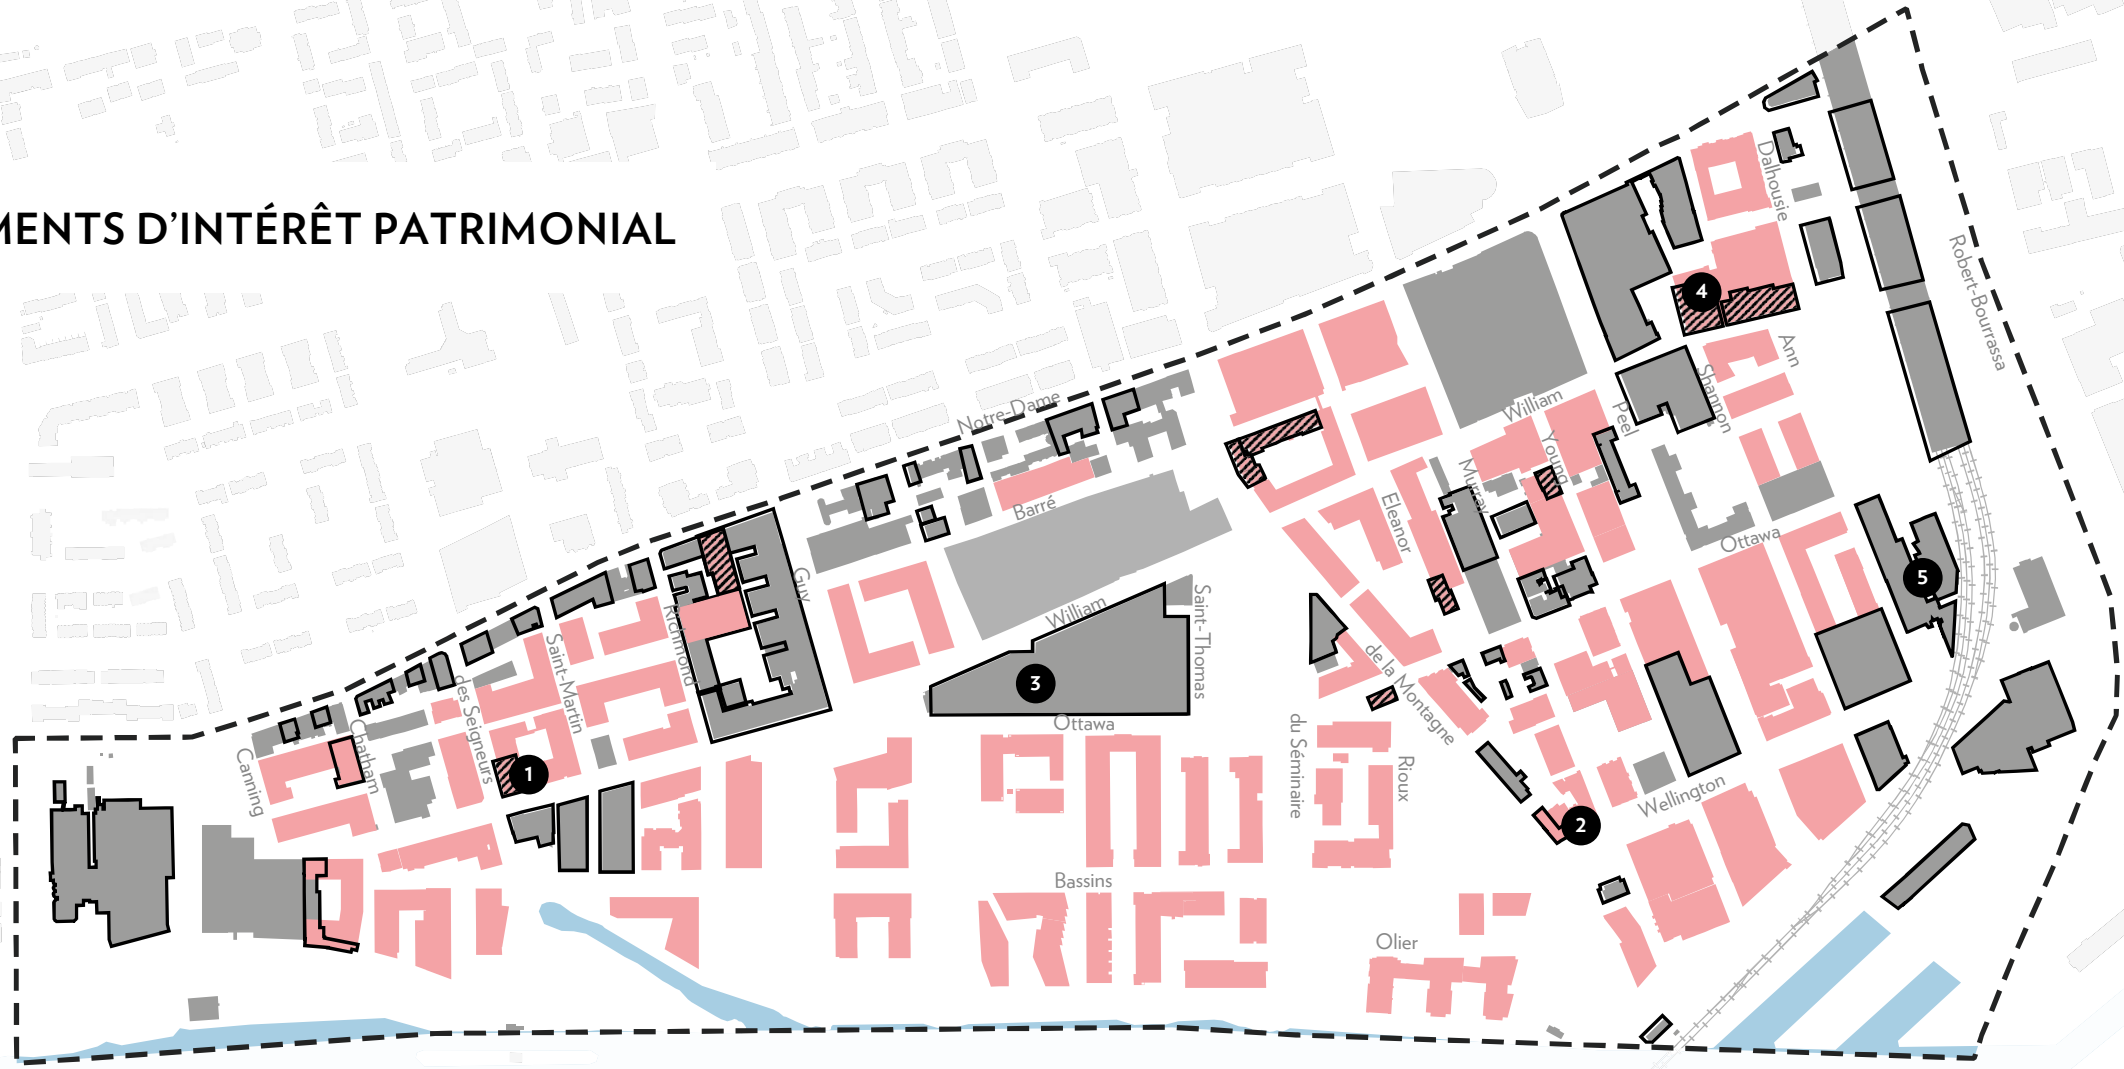 MENTS D'INTÉRÊT PATRIMONIAL
Dalhousie
Robert-Bourrassa
4
Ann
Shannon
Peel
William
Young
Notre-Dame
Murray
Eleanor
Barré
Ottawa
5
Guy
William
Saint-Thomas
Richmond
Saint-Martin
de la Montagne
3
Ottawa
des Seigneurs
Chatham
Canning
1
du Séminaire
Rioux
Wellington
2
Bassins
Olier